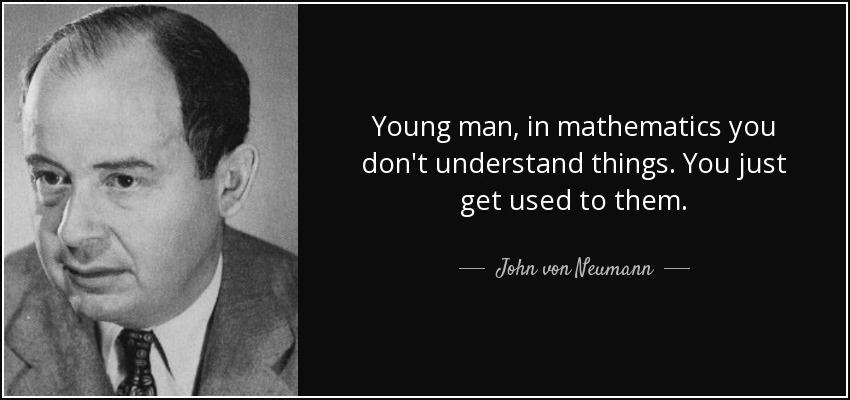 Young man, in mathematics you
don't understand things. You just
get used to them.
John von Neumann